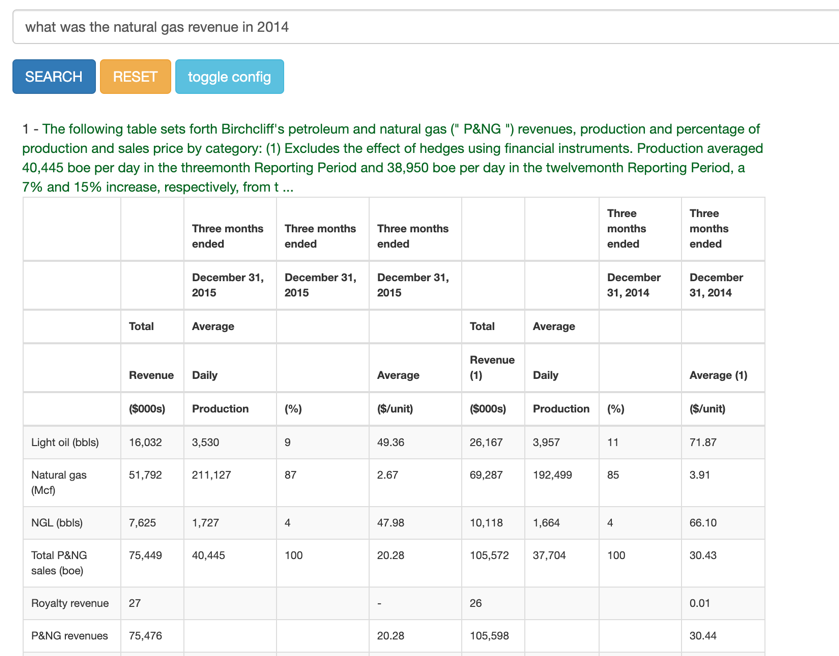 what was the natural gas revenue in 2014
SEARCH RESET toggle config
1 - The following table sets forth Birchcliff's petroleum and natural gas (" P&NG ") revenues, production and percentage of
production and sales price by category: (1) Excludes the effect of hedges using financial instruments. Production averaged
40,445 boe per day in the threemonth Reporting Period and 38,950 boe per day in the twelvemonth Reporting Period, a
7% and 15% increase, respectively, from t ...
Three months ended Three months ended Three months ended Three months ended Three months ended
December 31, 2015 December 31, 2015 December 31, 2015 December 31, 2014 December 31, 2014
Total Average Total Average
Revenue Daily Average Revenue (1) Daily Average (1)
($000s) Production (%) ($/unit) ($000s) Production (%) ($/unit)
Light oil (bbls) 16,032 3,530 9 49.36 26,167 3,957 11 71.87
Natural gas (Mcf) 51,792 211,127 87 2.67 69,287 192,499 85 3.91
NGL (bbls) 7,625 1,727 4 47.98 10,118 1,664 4 66.10
Total P&NG sales (boe) 75,449 40,445 100 20.28 105,572 37,704 100 30.43
Royalty revenue 27 - 26 0.01
P&NG revenues 75,476 20.28 105,598 30.44